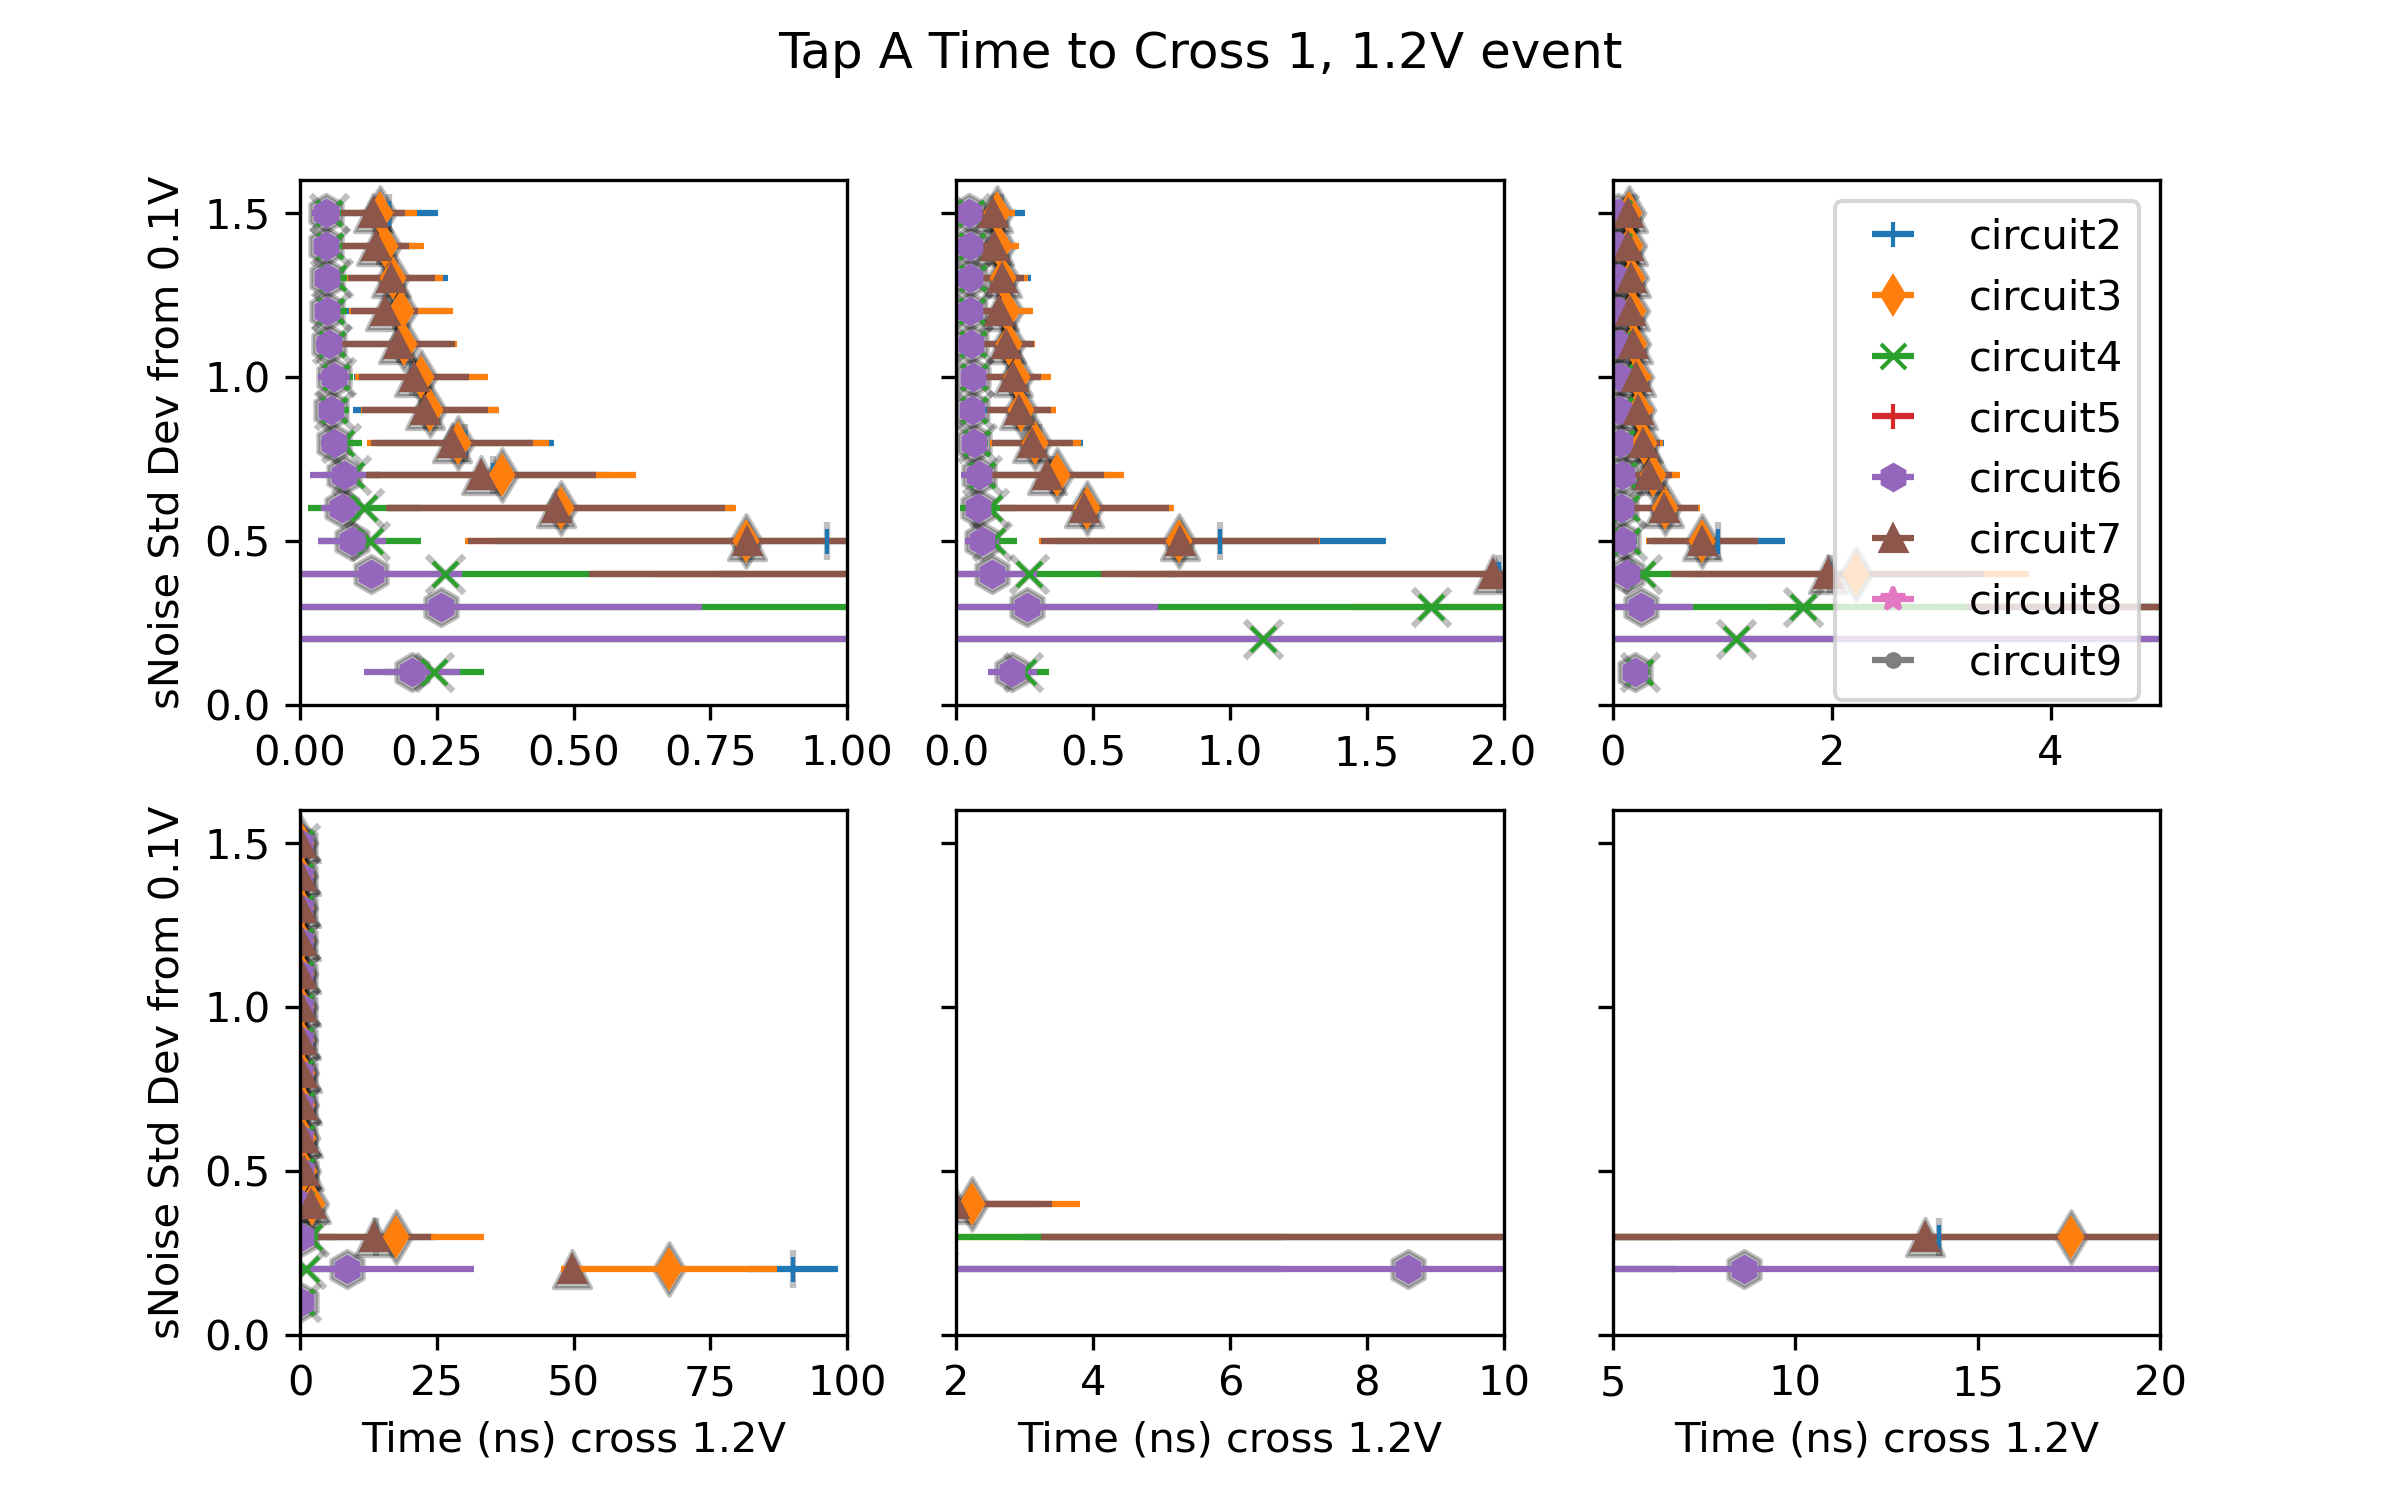 Tap A Time to Cross 1, 1.2V event
sNoise Std Dev from 0.1V
1.5
1.0
0.5
0.0
0.00 0.25 0.50 0.75 1.00
0.0 0.5 1.0 1.5 2.0
0 2 4
circuit2
circuit3
circuit4
circuit5
circuit6
circuit7
circuit8
circuit9
sNoise Std Dev from 0.1V
1.5
1.0
0.5
0.0
0 25 50 75 100
Time (ns) cross 1.2V
2 4 6 8 10
Time (ns) cross 1.2V
5 10 15 20
Time (ns) cross 1.2V